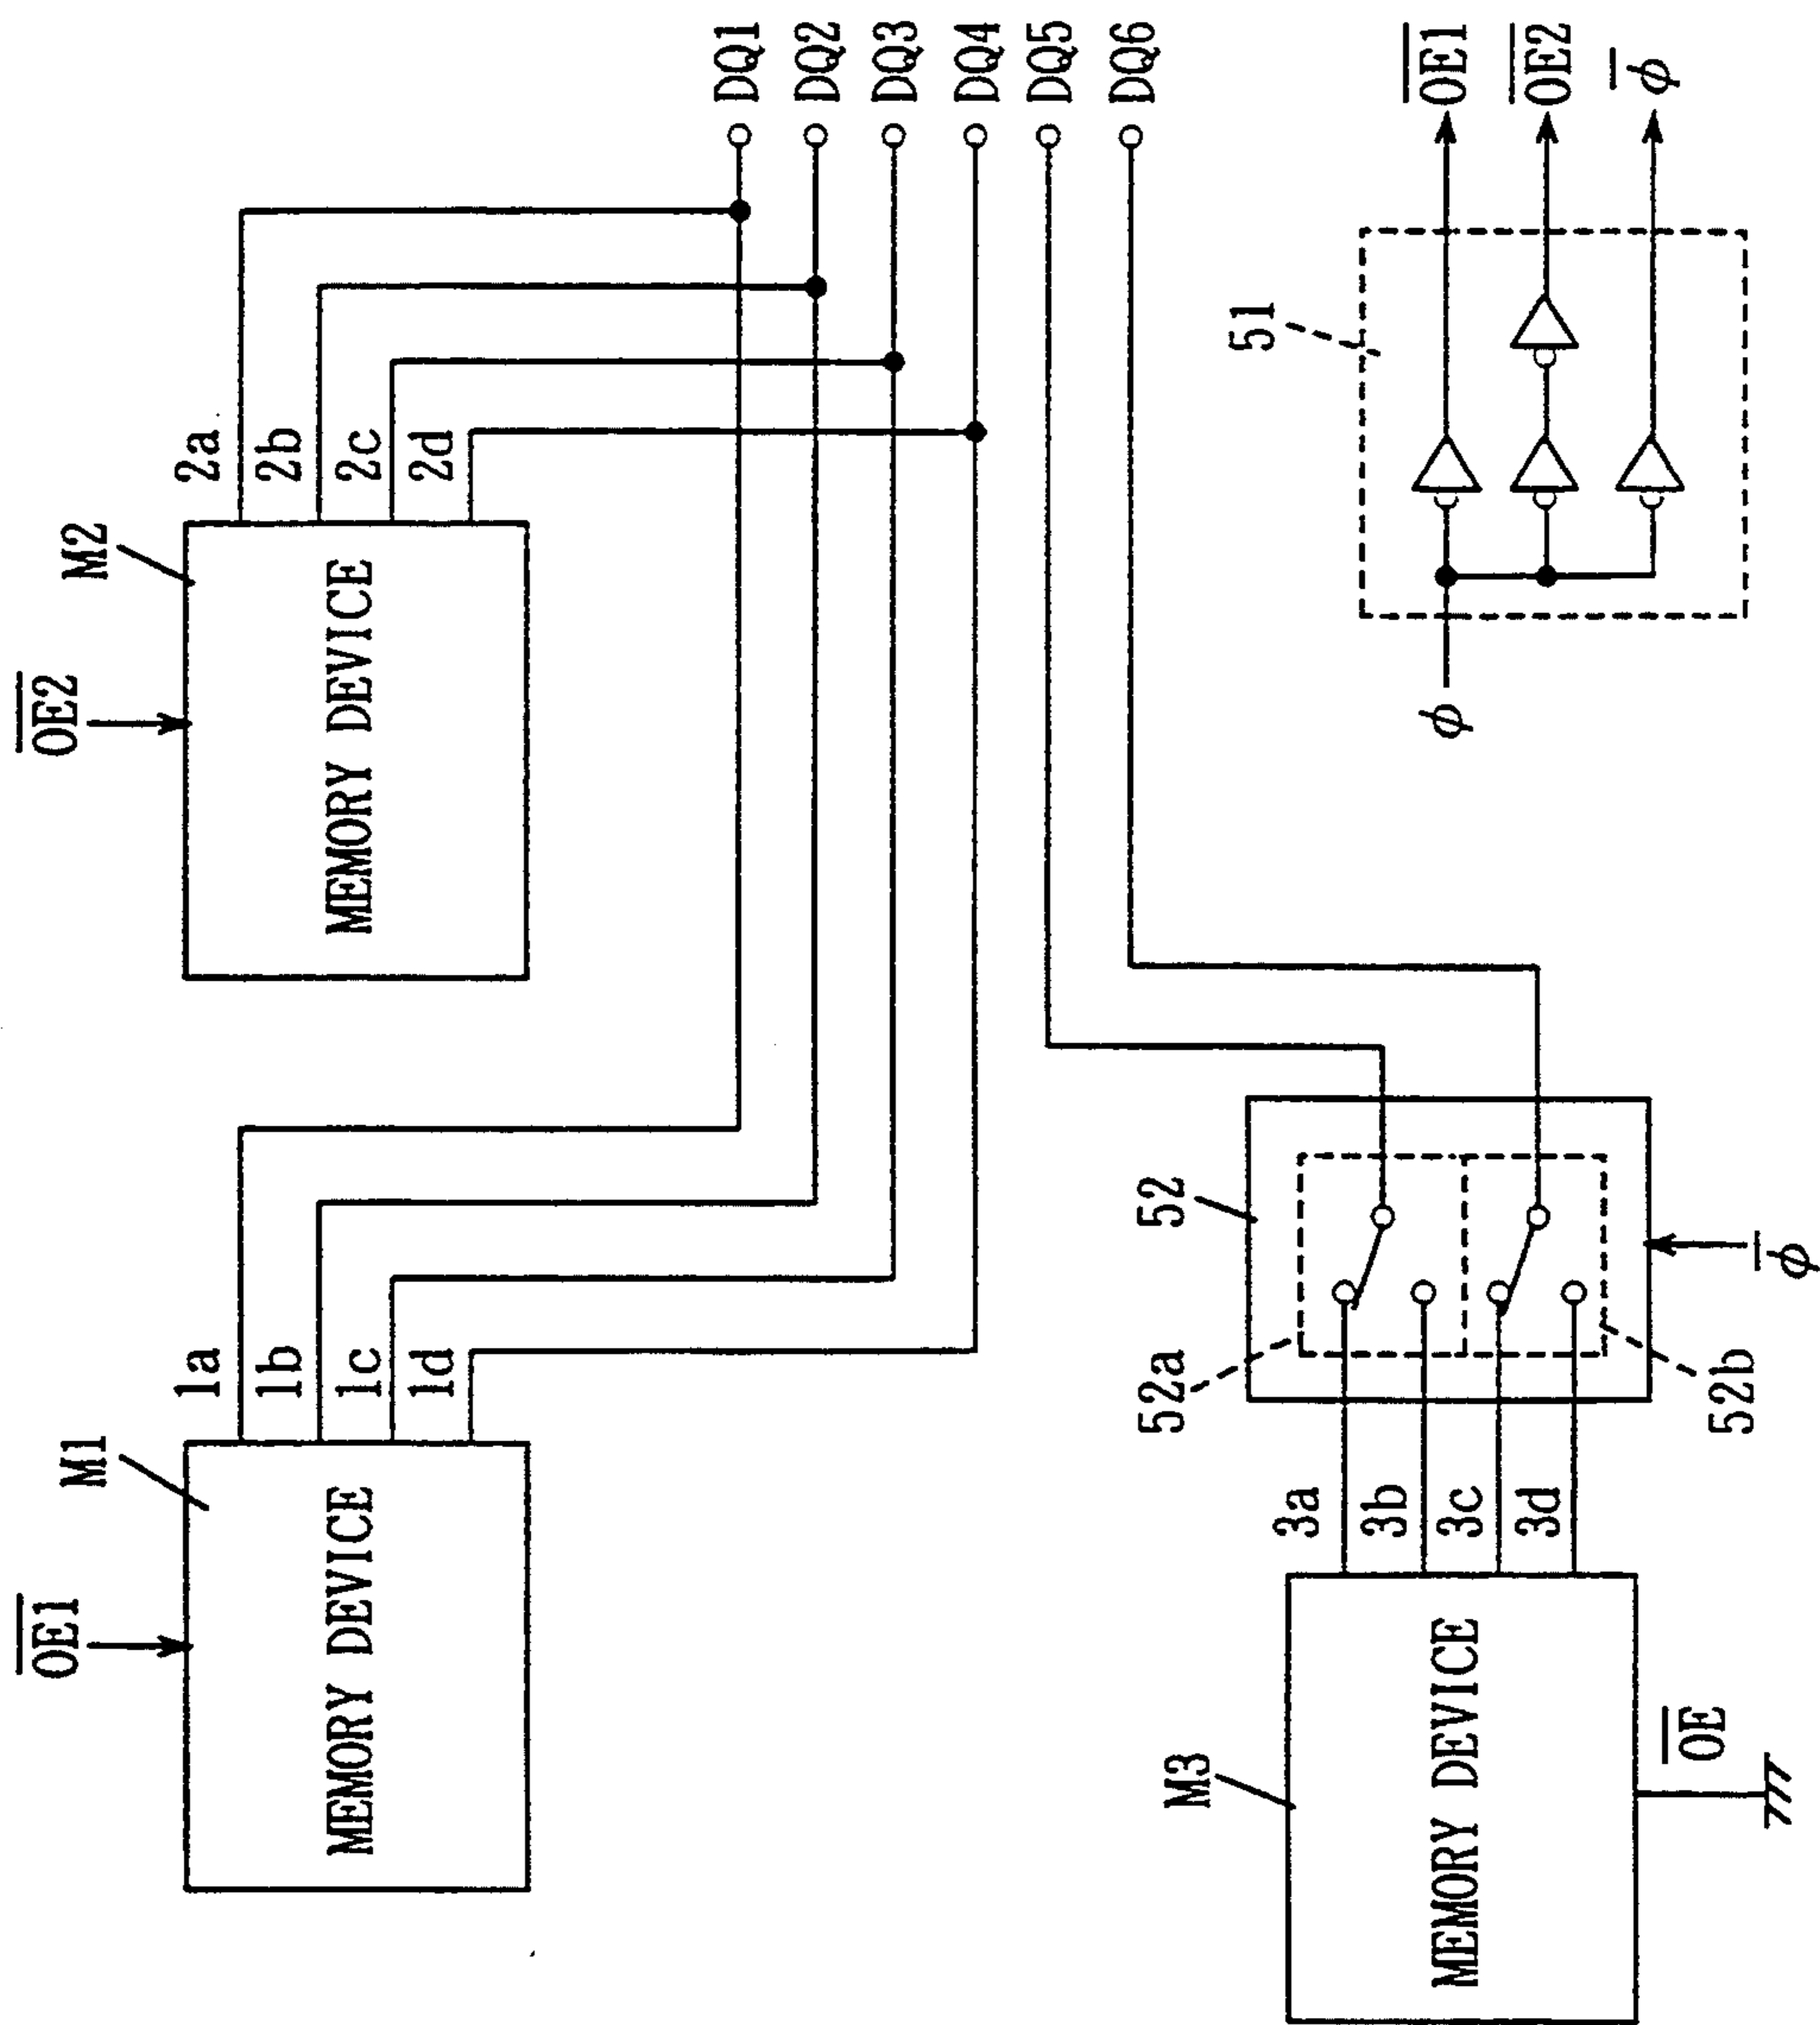 M1
OE1
MEMORY DEVICE
1a
1b
1c
1d
M2
OE2
MEMORY DEVICE
2a
2b
2c
2d
DQ1
DQ2
DQ3
DQ4
DQ5
DQ6
M3
MEMORY DEVICE
OE
3a
3b
3c
3d
52
52a
52b
φ
51
φ
OE1
OE2
φ